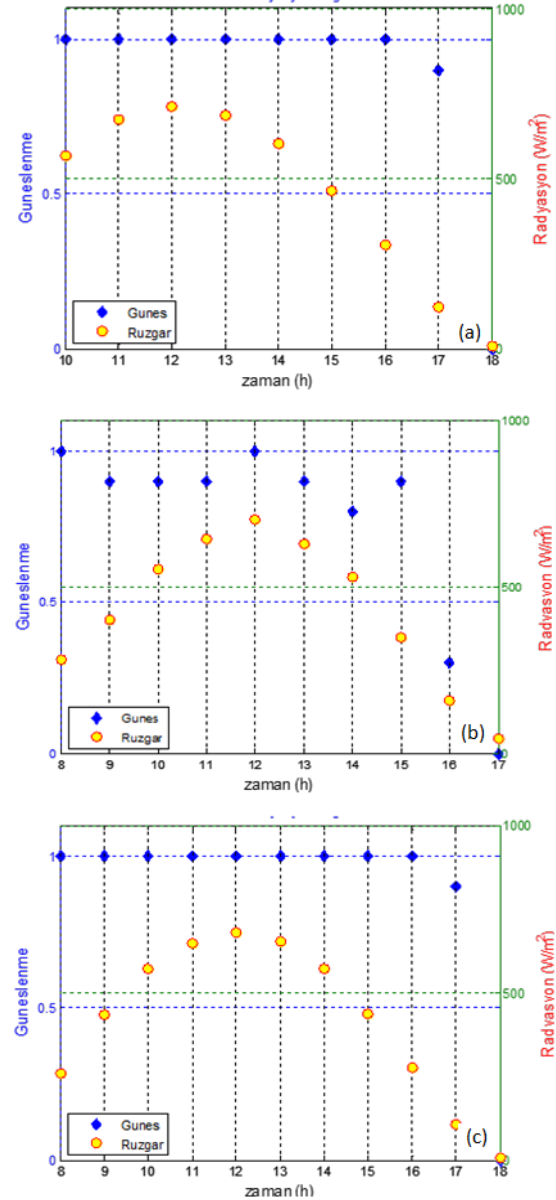 1000
1
Guneslenme
0.5
500
Radyasyon (W/m²)
Gunes
Ruzgar
(a)
0
0
10 11 12 13 14 15 16 17 18
zaman (h)
1000
1
Guneslenme
0.5
500
Radvasvon (W/m²)
Gunes
Ruzgar
(b)
0
0
8 9 10 11 12 13 14 15 16 17
zaman (h)
1000
1
Guneslenme
0.5
500
Radvasvon (W/m²)
Gunes
Ruzgar
(c)
0
0
8 9 10 11 12 13 14 15 16 17 18
zaman (h)